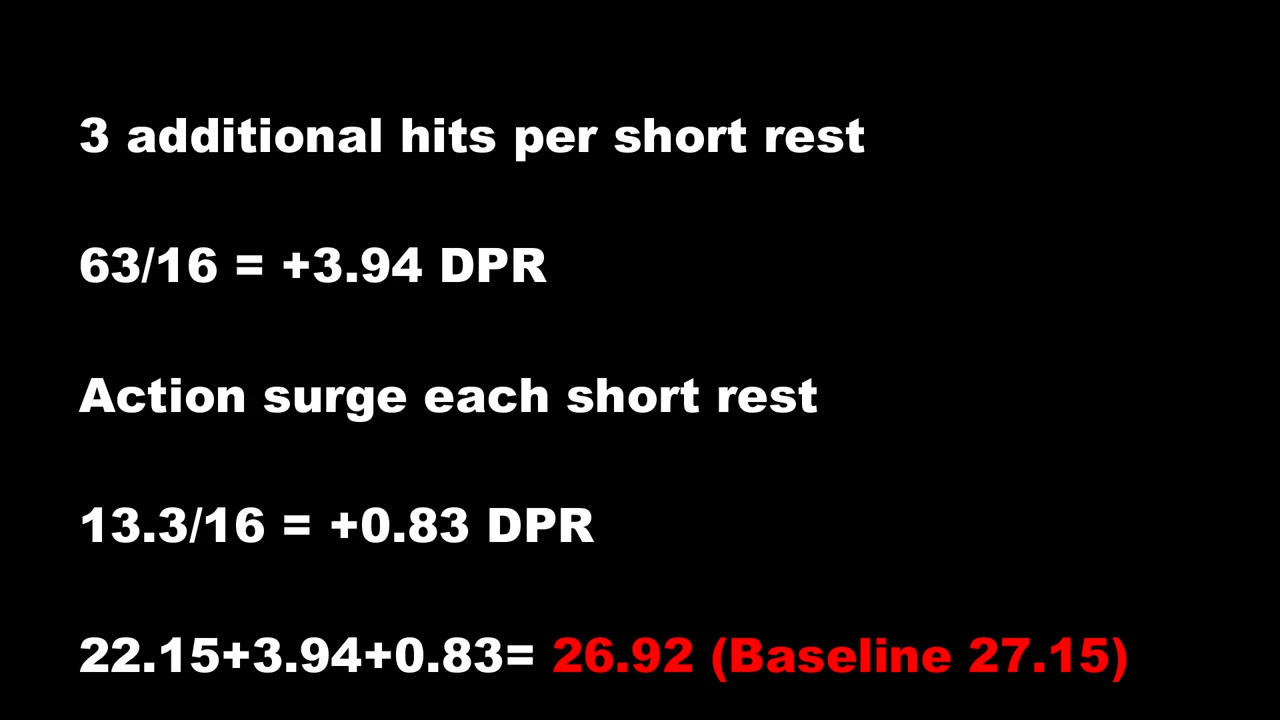 3 additional hits per short rest
63/16 = +3.94 DPR
Action surge each short rest
13.3/16 = +0.83 DPR
22.15+3.94+0.83= 26.92 (Baseline 27.15)